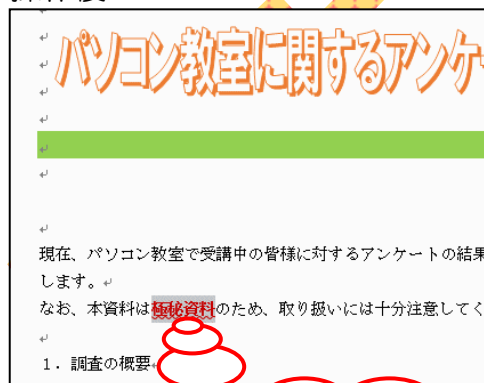 パソコン教室に関するアンケー
現在、パソコン教室で受講中の皆様に対するアンケートの結果
します。
なお、本資料は極秘資料のため、取り扱いには十分注意してく
1．調査の概要